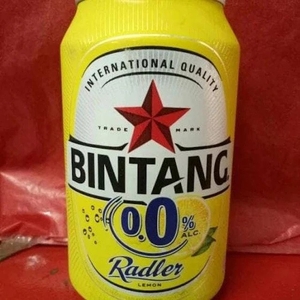 INTERNATIONAL QUALITY
TRADE MARK
BINTANG
0.0% ALC.
Radler
LEMON